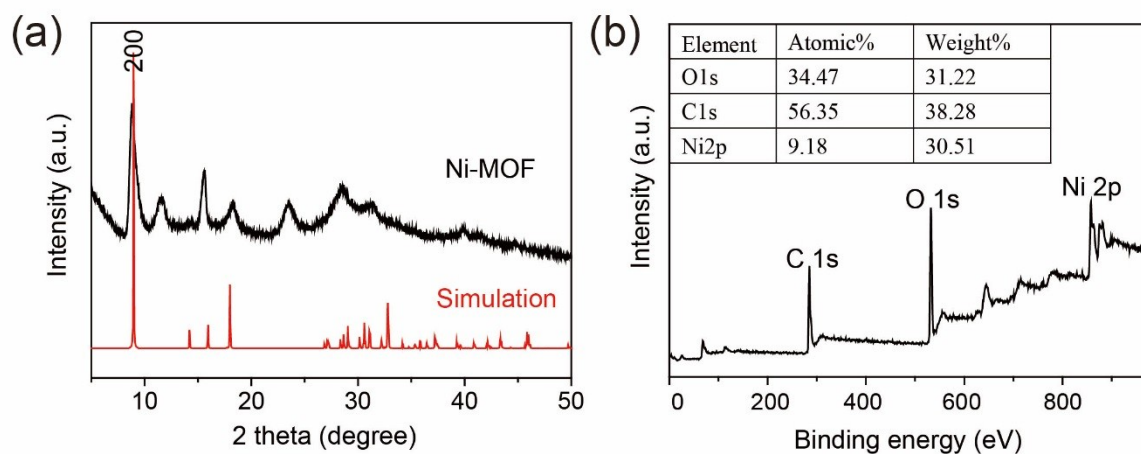 (a)
200
Ni-MOF
Simulation
Intensity (a.u.)
10 20 30 40 50
2 theta (degree)
(b)
Element Atomic% Weight%
O1s 34.47 31.22
C1s 56.35 38.28
Ni2p 9.18 30.51
Ni 2p
O 1s
C 1s
Intensity (a.u.)
0 200 400 600 800
Binding energy (eV)